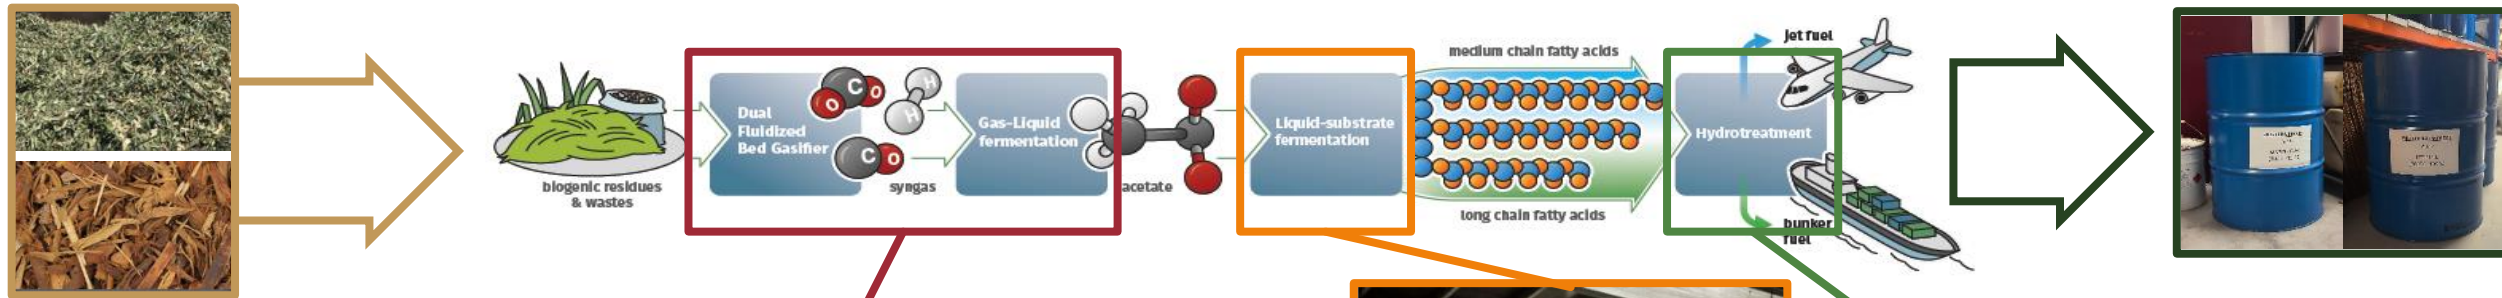 biogenic residues
& wastes
Dual
Fluidized
Bed Gasifier
O
C
O
H
H
C
O
syngas
Gas-Liquid
fermentation
acetate
Liquid-substrate
fermentation
medium chain fatty acids
long chain fatty acids
Hydrotreatment
jet fuel
bunker
fuel